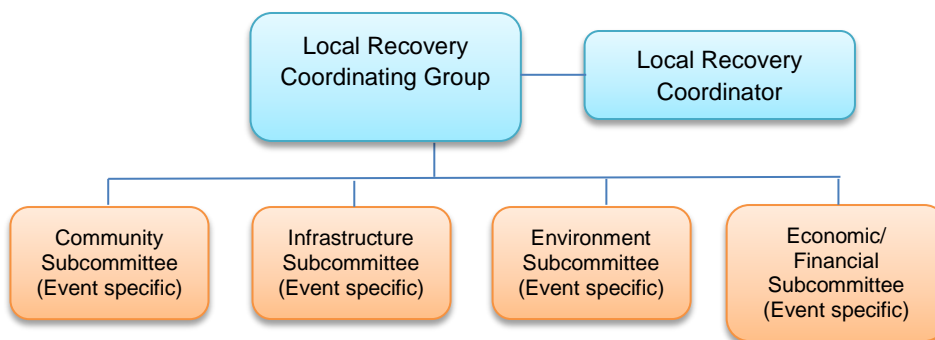 Local Recovery
Coordinating Group
Local Recovery
Coordinator
Community
Subcommittee
(Event specific)
Infrastructure
Subcommittee
(Event specific)
Environment
Subcommittee
(Event specific)
Economic/
Financial
Subcommittee
(Event specific)